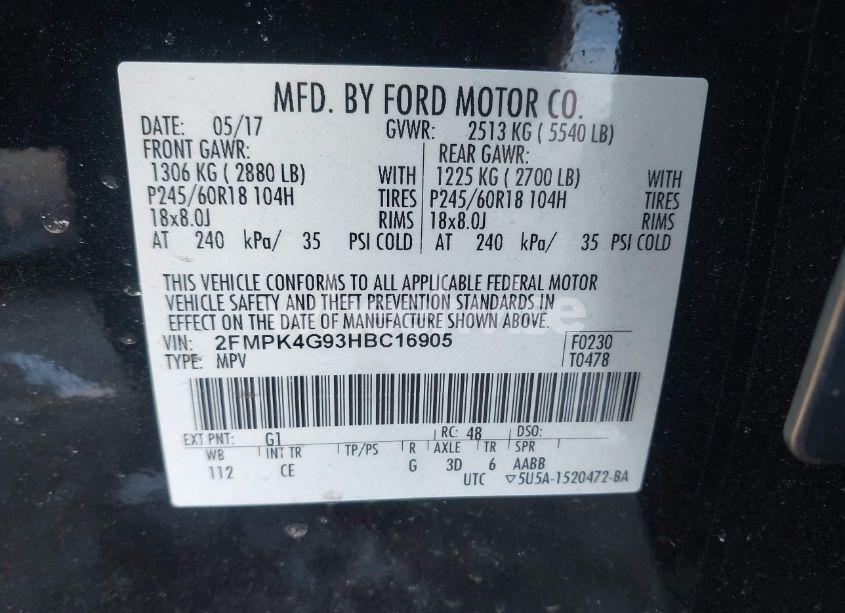 MFD. BY FORD MOTOR CO.
DATE: 05/17 GVWR: 2513 KG ( 5540 LB)
FRONT GAWR: REAR GAWR:
1306 KG ( 2880 LB) WITH 1225 KG ( 2700 LB) WITH
P245/60R18 104H TIRES P245/60R18 104H TIRES
18x8.0J RIMS 18x8.0J RIMS
AT 240 kPa/ 35 PSI COLD AT 240 kPa/ 35 PSI COLD
THIS VEHICLE CONFORMS TO ALL APPLICABLE FEDERAL MOTOR
VEHICLE SAFETY AND THEFT PREVENTION STANDARDS IN
EFFECT ON THE DATE OF MANUFACTURE SHOWN ABOVE.
VIN: 2FMPK4G93HBC16905 F0230
TYPE: MPV T0478
EXT PNT: G1 RC: 48 DSO:
WB INT TR TP/PS R AXLE TR SPR
112 CE G 3D 6 AABB
UTC ▽5U5A-1520472-BA